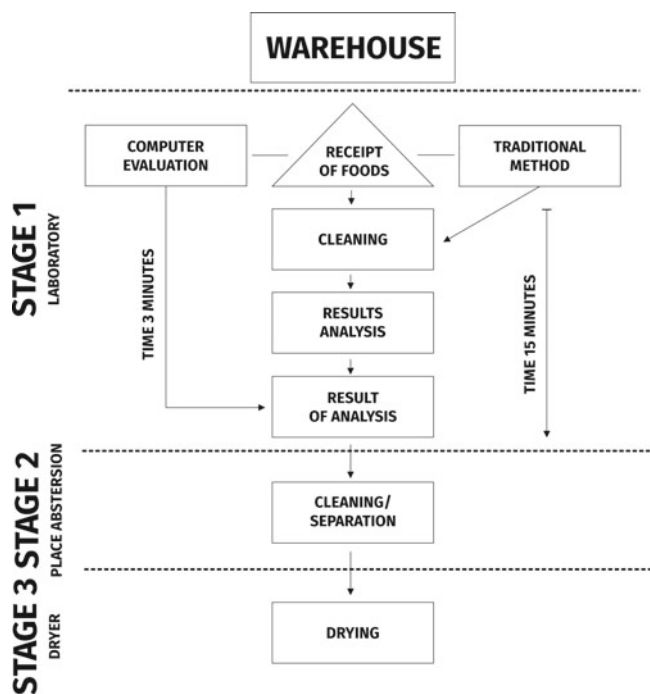 WAREHOUSE
COMPUTER
EVALUATION
RECEIPT
OF FOODS
TRADITIONAL
METHOD
STAGE 1
LABORATORY
CLEANING
TIME 3 MINUTES
RESULTS
ANALYSIS
TIME 15 MINUTES
RESULT
OF ANALYSIS
STAGE 2
PLACE ABSTERSION
CLEANING/
SEPARATION
STAGE 3
DRYER
DRYING